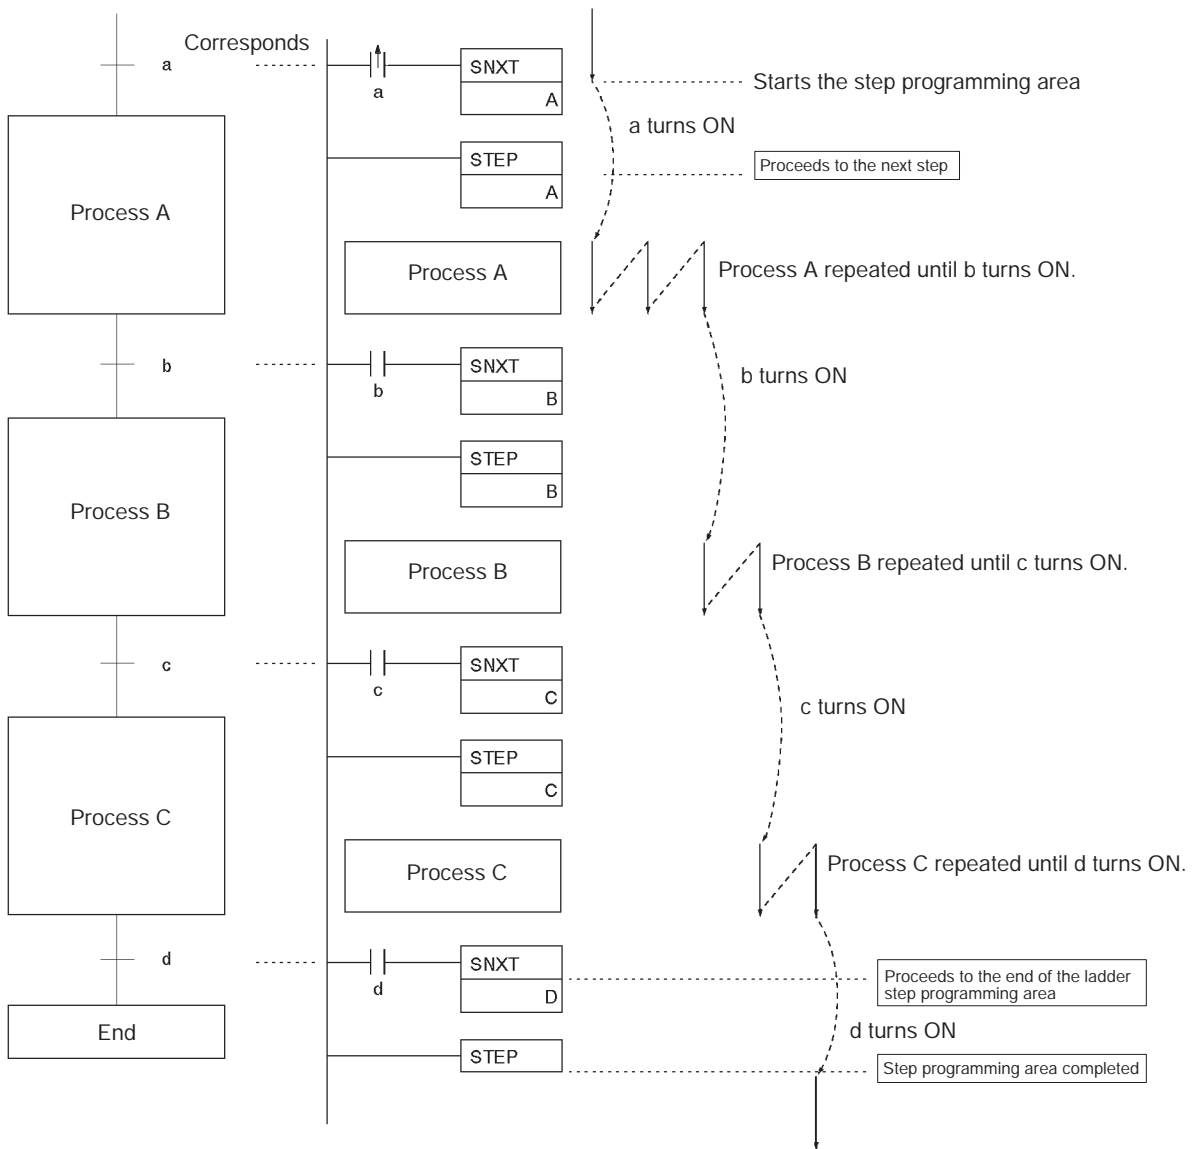 Corresponds
a
a
SNXT
A
Starts the step programming area
a turns ON
STEP
A
Proceeds to the next step
Process A
Process A
Process A repeated until b turns ON.
b
b
SNXT
B
b turns ON
STEP
B
Process B
Process B
Process B repeated until c turns ON.
c
c
SNXT
C
c turns ON
STEP
C
Process C
Process C
Process C repeated until d turns ON.
d
d
SNXT
D
Proceeds to the end of the ladder
step programming area
d turns ON
End
STEP
Step programming area completed